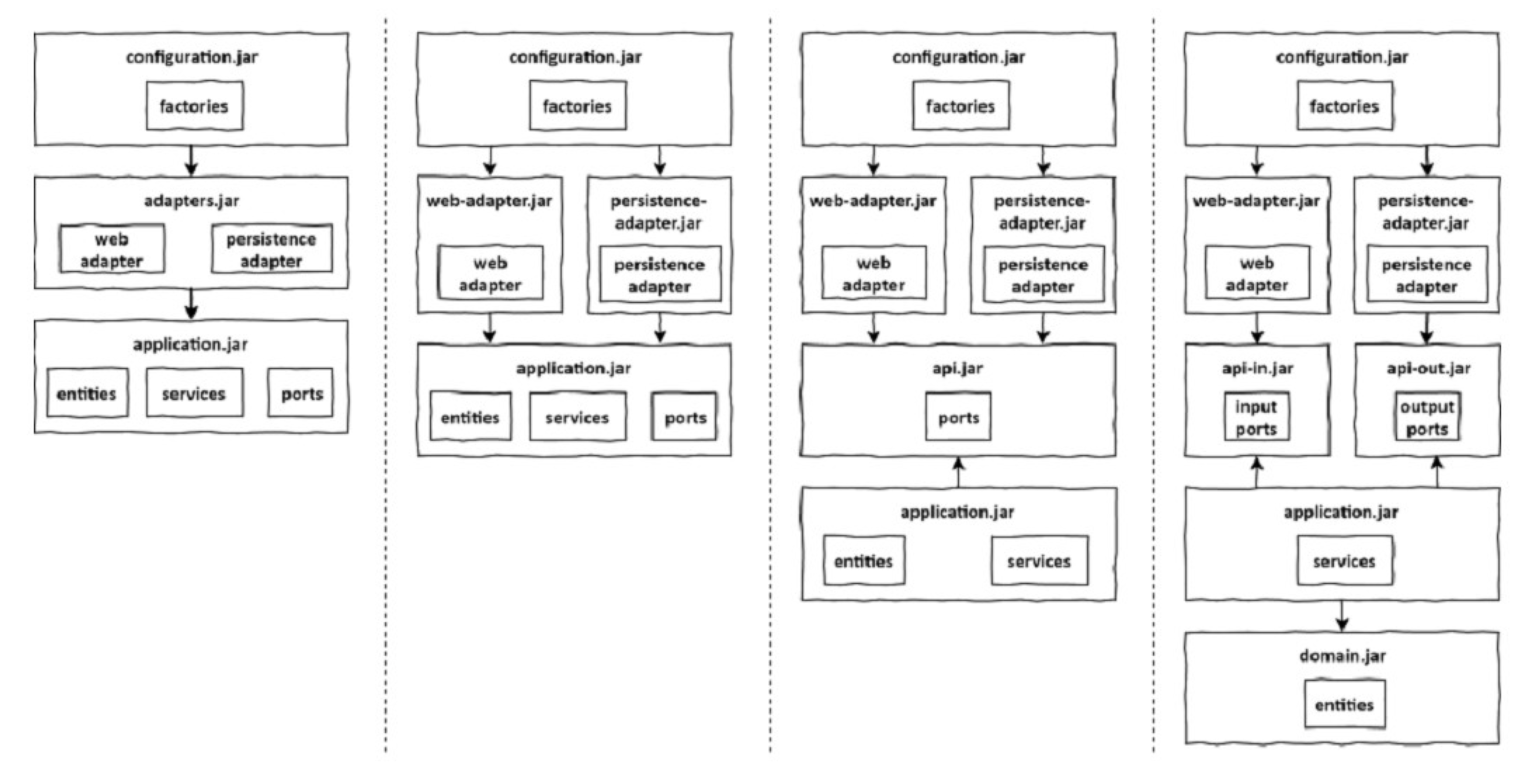 configuration.jar
factories
adapters.jar
web
adapter
persistence
adapter
application.jar
entities
services
ports
configuration.jar
factories
web-adapter.jar
web
adapter
persistence-
adapter.jar
persistence
adapter
application.jar
entities
services
ports
configuration.jar
factories
web-adapter.jar
web
adapter
persistence-
adapter.jar
persistence
adapter
api.jar
ports
application.jar
entities
services
configuration.jar
factories
web-adapter.jar
web
adapter
persistence-
adapter.jar
persistence
adapter
api-in.jar
input
ports
api-out.jar
output
ports
application.jar
services
domain.jar
entities